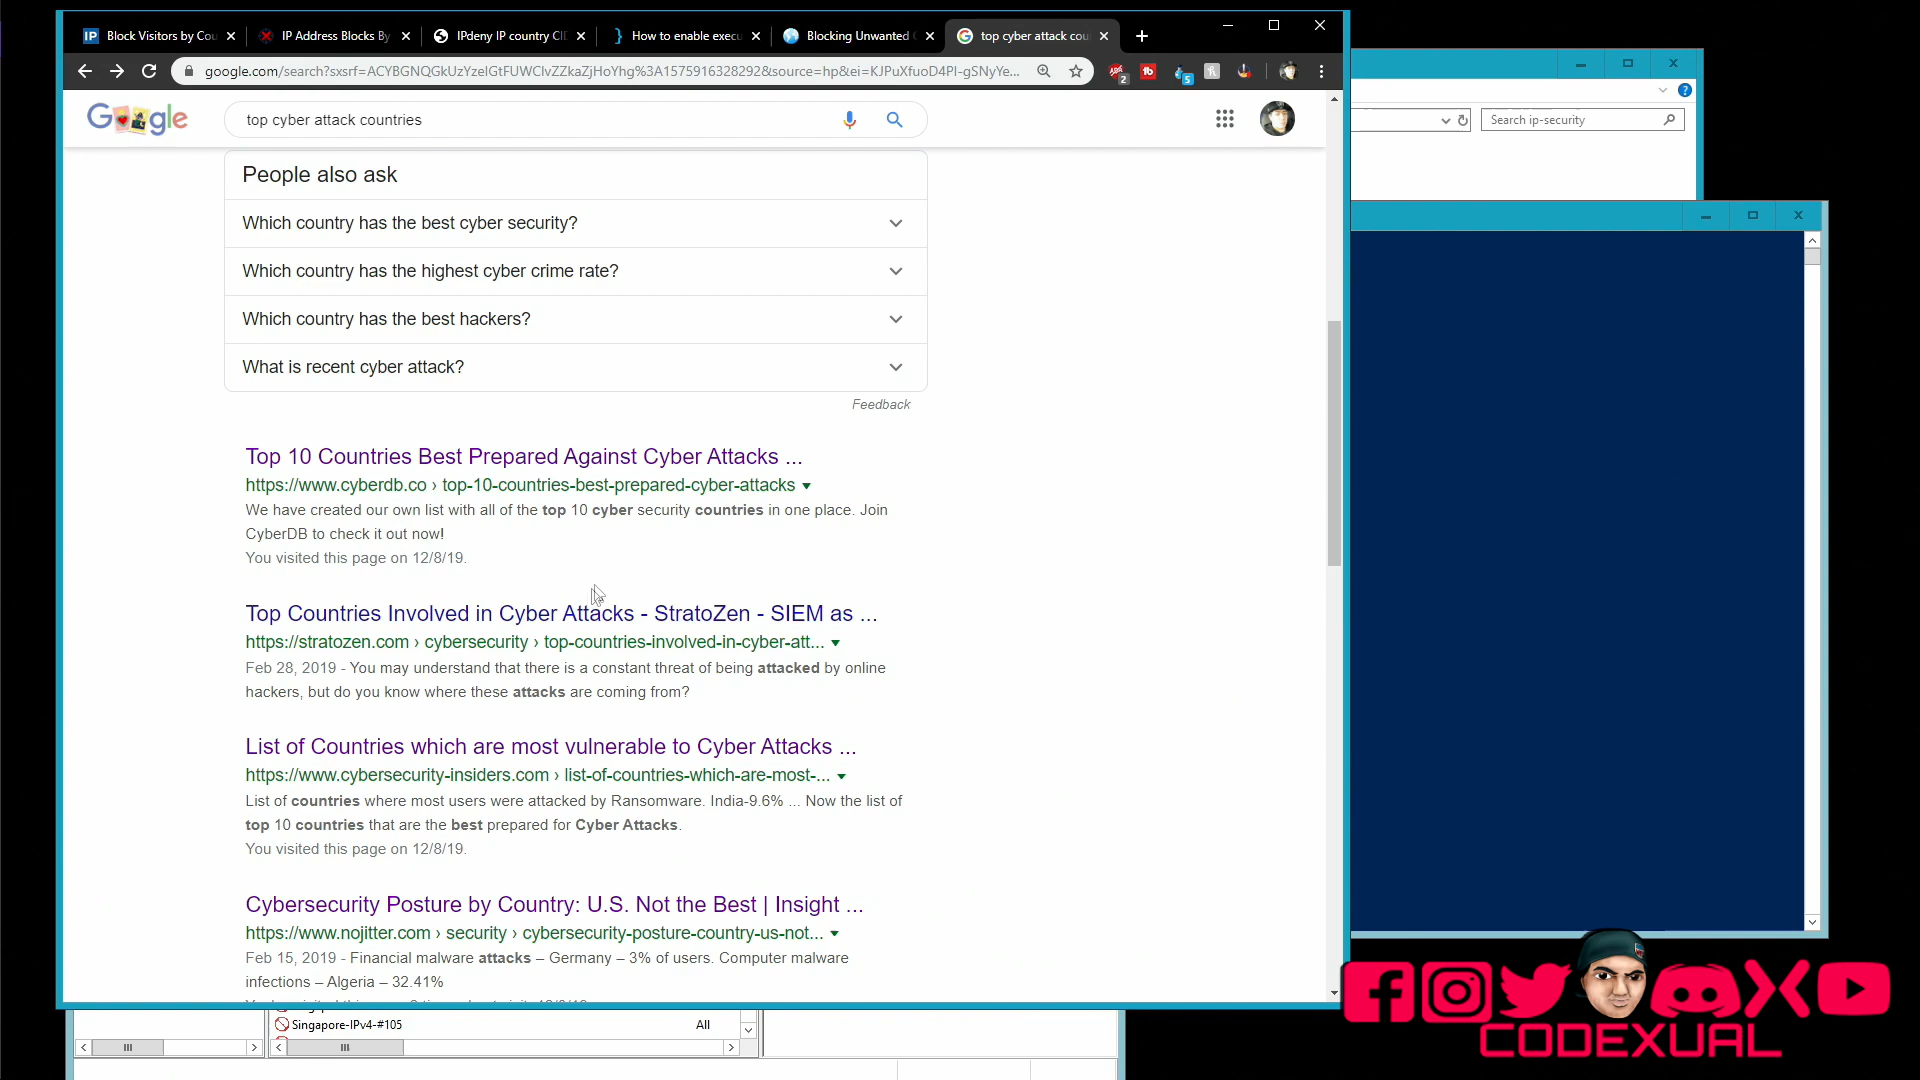 IP Block Visitors by Cou
IP Address Blocks By
IPdeny IP country CI
How to enable execu
Blocking Unwanted
top cyber attack cou
google.com/search?sxsrf=ACYBGNQGkUzYzelGtFUWClvZZkaZjHoYhg%3A1575916328292&source=hp&ei=KJPuXfuoD4PI-gSNyYe...
2
5
Google
top cyber attack countries
Search ip-security
People also ask
Which country has the best cyber security?
Which country has the highest cyber crime rate?
Which country has the best hackers?
What is recent cyber attack?
Feedback
Top 10 Countries Best Prepared Against Cyber Attacks ...
https://www.cyberdb.co › top-10-countries-best-prepared-cyber-attacks
We have created our own list with all of the top 10 cyber security countries in one place. Join
CyberDB to check it out now!
You visited this page on 12/8/19.
Top Countries Involved in Cyber Attacks - StratoZen - SIEM as ...
https://stratozen.com › cybersecurity › top-countries-involved-in-cyber-att...
Feb 28, 2019 - You may understand that there is a constant threat of being attacked by online
hackers, but do you know where these attacks are coming from?
List of Countries which are most vulnerable to Cyber Attacks ...
https://www.cybersecurity-insiders.com › list-of-countries-which-are-most-...
List of countries where most users were attacked by Ransomware. India-9.6% ... Now the list of
top 10 countries that are the best prepared for Cyber Attacks.
You visited this page on 12/8/19.
Cybersecurity Posture by Country: U.S. Not the Best | Insight ...
https://www.nojitter.com › security › cybersecurity-posture-country-us-not...
Feb 15, 2019 - Financial malware attacks – Germany – 3% of users. Computer malware
infections – Algeria – 32.41%
Singapore-IPv4-#105 All
CODEXUAL